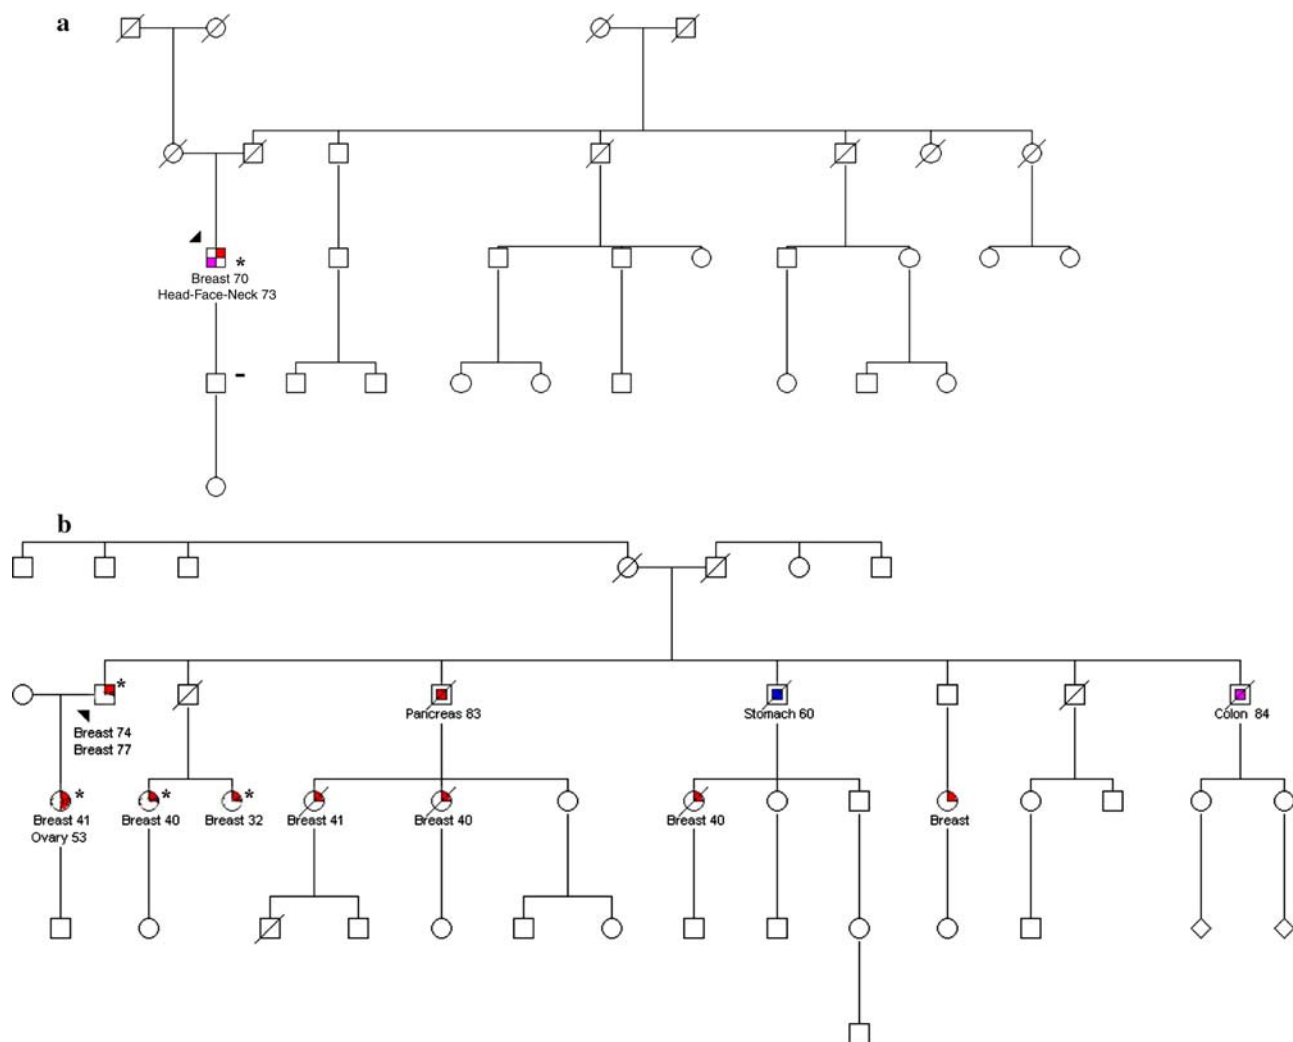 a
*
Breast 70
Head-Face-Neck 73
-
b
*
Pancreas 83
Stomach 60
Colon 84
Breast 74
Breast 77
* * *
Breast 41 Breast 40 Breast 32 Breast 41 Breast 40 Breast 40 Breast
Ovary 53